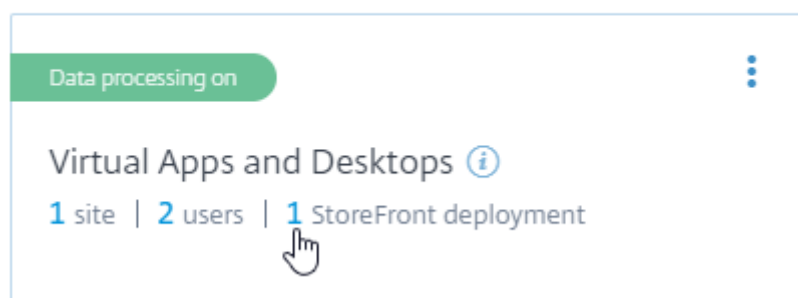 Data processing on
Virtual Apps and Desktops i
1 site | 2 users | 1 StoreFront deployment